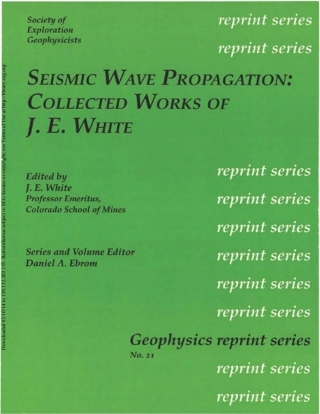 Society of
Exploration
Geophysicists
reprint series
reprint series
SEISMIC WAVE PROPAGATION:
COLLECTED WORKS OF
J. E. WHITE
Edited by
J. E. White
Professor Emeritus,
Colorado School of Mines
reprint series
reprint series
reprint series
Series and Volume Editor
Daniel A. Ebrom
reprint series
reprint series
reprint series
Geophysics reprint series
No. 21
reprint series
reprint series